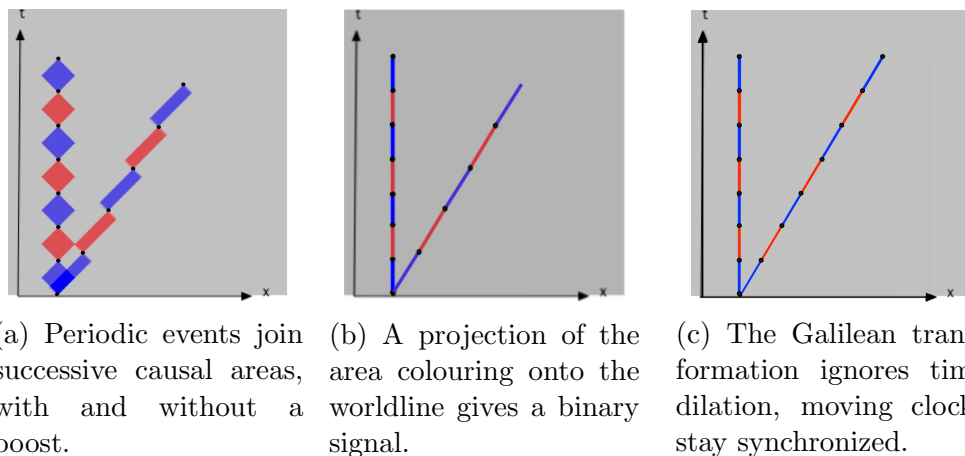 t t t
x x x
(a) Periodic events join
successive causal areas,
with and without a
boost.
(b) A projection of the
area colouring onto the
worldline gives a binary
signal.
(c) The Galilean tran
formation ignores tim
dilation, moving clock
stay synchronized.